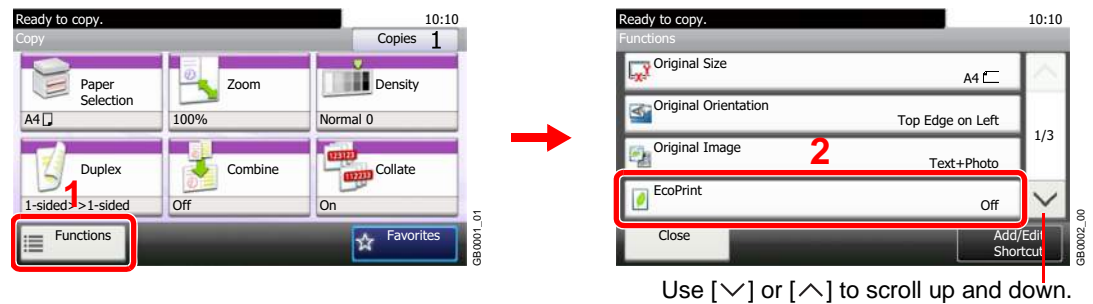 Ready to copy. 10:10
Copy Copies 1
Paper Selection
Zoom
Density
A4
100%
Normal 0
Duplex
Combine
Collate
123123
112233
1
1-sided>>1-sided
Off
On
Functions
Favorites
GB0001_01
Ready to copy. 10:10
Functions
Original Size
A4
Original Orientation
Top Edge on Left
1/3
Original Image
2
Text+Photo
EcoPrint
Off
Close
Add/Edit
Shortcut
GB0002_00
Use [∨] or [∧] to scroll up and down.